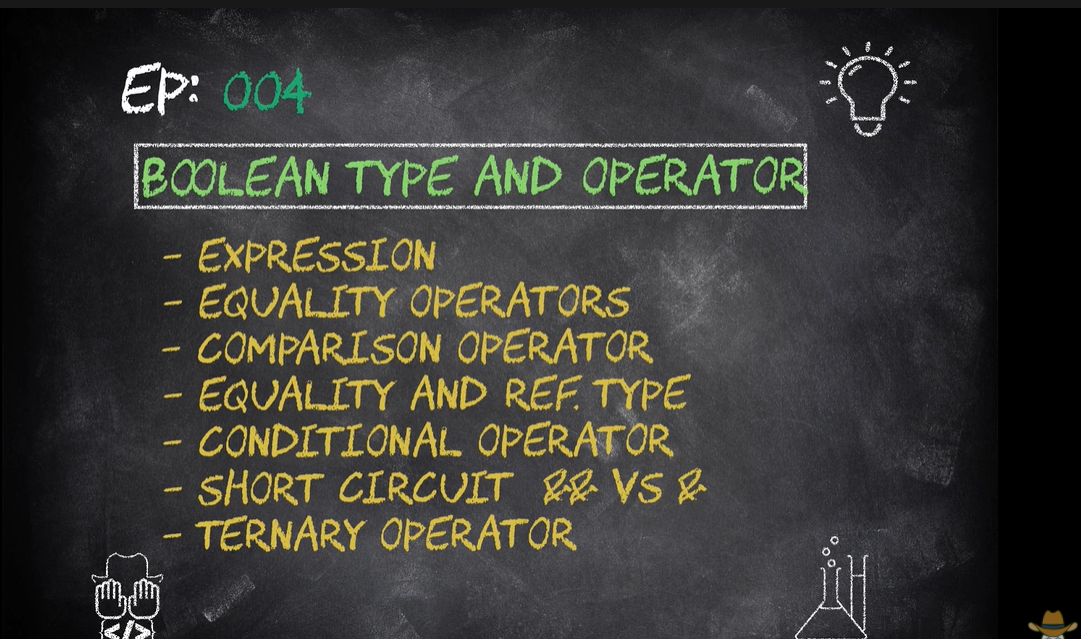 EP: 004
BOOLEAN TYPE AND OPERATOR
- EXPRESSION
- EQUALITY OPERATORS
- COMPARISON OPERATOR
- EQUALITY AND REF. TYPE
- CONDITIONAL OPERATOR
- SHORT CIRCUIT && VS &
- TERNARY OPERATOR
</>